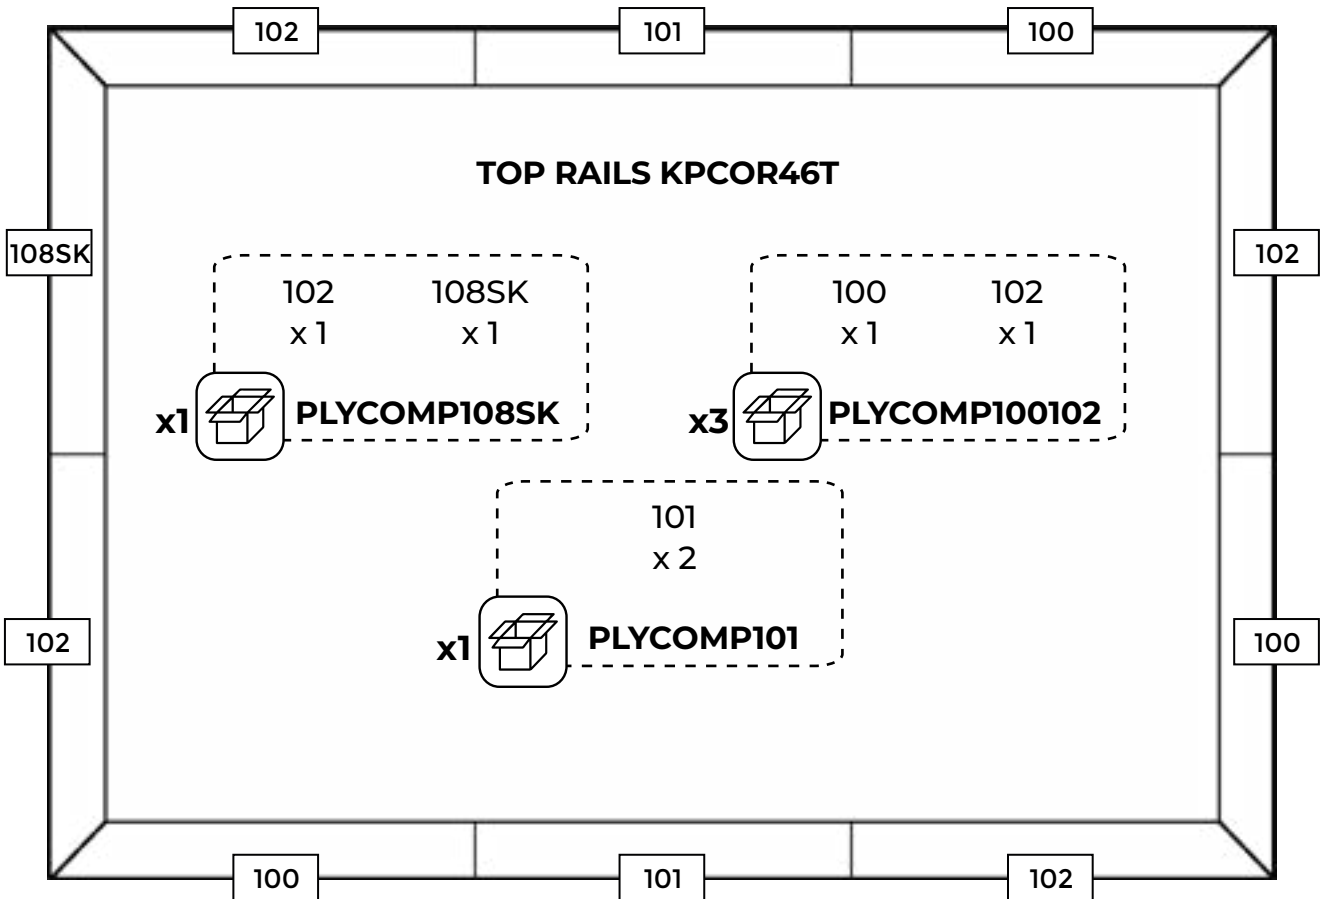 102 101 100
TOP RAILS KPCOR46T
108SK
102
102 108SK
x 1 x 1
x1 PLYCOMP108SK
100 102
x 1 x 1
x3 PLYCOMP100102
101
x 2
x1 PLYCOMP101
102
100
100 101 102